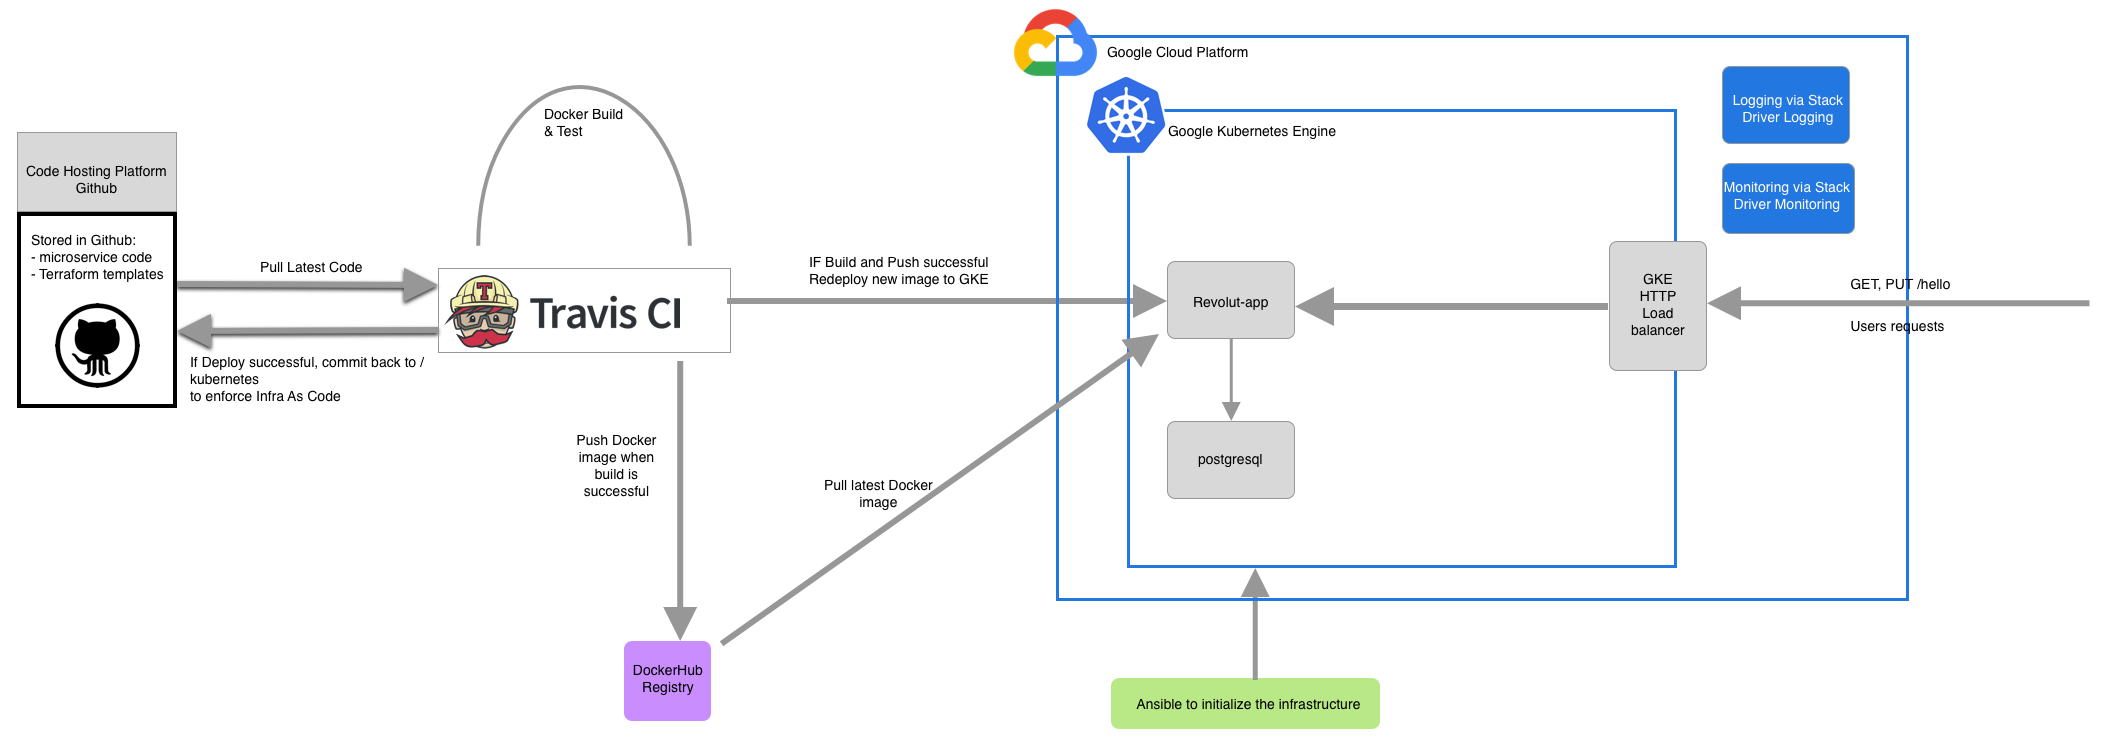 Google Cloud Platform
Google Kubernetes Engine
Logging via Stack
Driver Logging
Monitoring via Stack
Driver Monitoring
Docker Build
& Test
Code Hosting Platform
Github
Stored in Github:
- microservice code
- Terraform templates
Pull Latest Code
T
Travis CI
If Deploy successful, commit back to /
kubernetes
to enforce Infra As Code
IF Build and Push successful
Redeploy new image to GKE
Revolut-app
postgresql
GKE
HTTP
Load
balancer
GET, PUT /hello
Users requests
Push Docker
image when
build is
successful
Pull latest Docker
image
DockerHub
Registry
Ansible to initialize the infrastructure